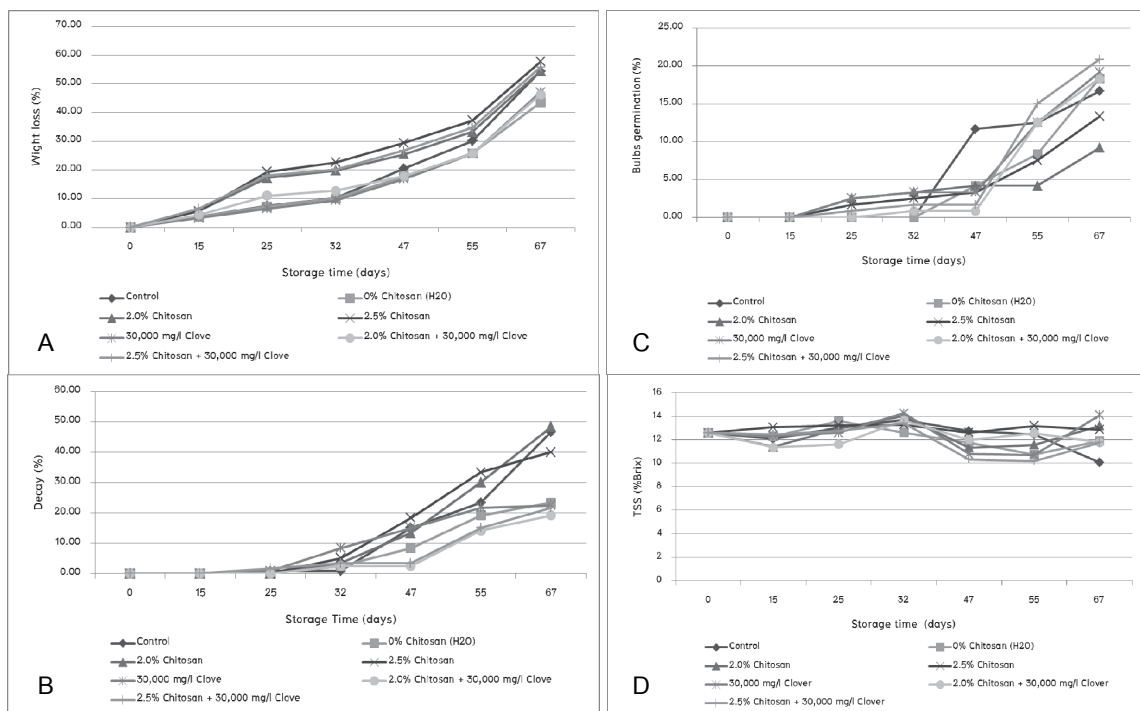 70.00
60.00
50.00
40.00
30.00
20.00
10.00
0.00
Wight loss (%)
0 15 25 32 47 55 67
Storage time (days)
Control
0% Chitosan (H2O)
2.0% Chitosan
2.5% Chitosan
30,000 mg/l Clove
2.0% Chitosan + 30,000 mg/l Clove
2.5% Chitosan + 30,000 mg/l Clove
A
25.00
20.00
15.00
10.00
5.00
0.00
Bulbs germination (%)
0 15 25 32 47 55 67
Storage time (days)
Control
0% Chitosan (H2O)
2.0% Chitosan
2.5% Chitosan
30,000 mg/l Clove
2.0% Chitosan + 30,000 mg/l Clove
2.5% Chitosan + 30,000 mg/l Clove
C
60.00
50.00
40.00
30.00
20.00
10.00
0.00
Decay (%)
0 15 25 32 47 55 67
Storage Time (days)
Control
0% Chitosan (H2O)
2.0% Chitosan
2.5% Chitosan
30,000 mg/l Clove
2.0% Chitosan + 30,000 mg/l Clove
2.5% Chitosan + 30,000 mg/l Clove
B
16
14
12
10
8
6
4
2
0
TSS (%Brix)
0 15 25 32 47 55 67
Storage time (days)
Control
0% Chitosan (H2O)
2.0% Chitosan
2.5% Chitosan
30,000 mg/l Clover
2.0% Chitosan + 30,000 mg/l Clover
2.5% Chitosan + 30,000 mg/l Clover
D